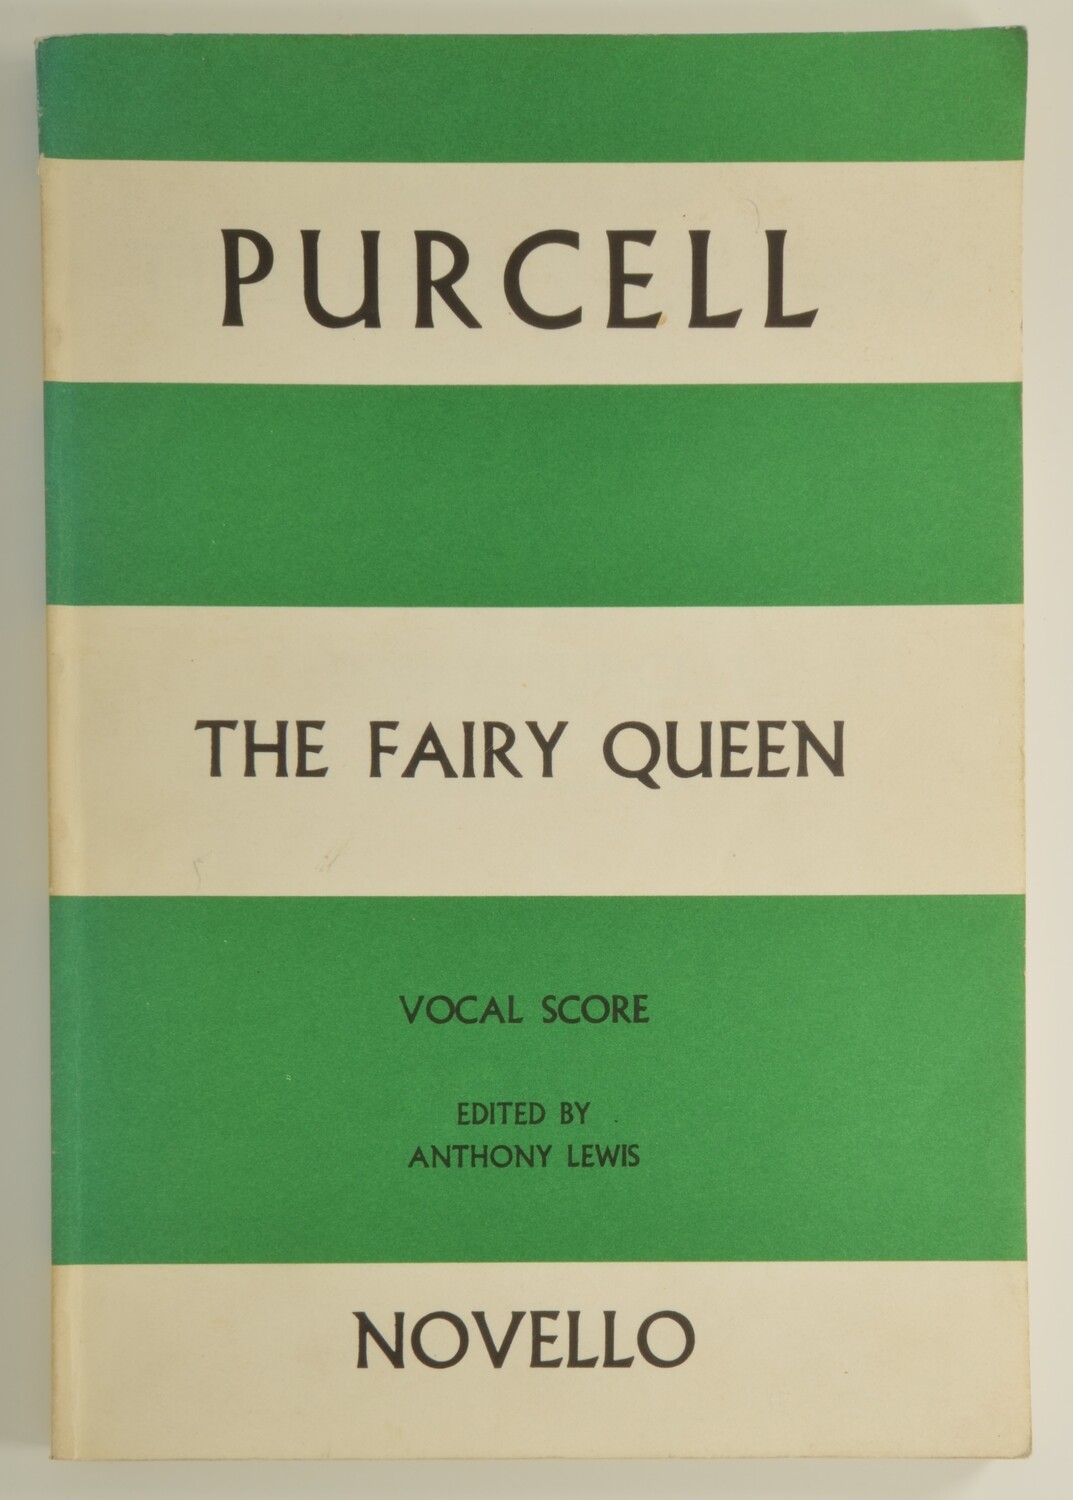 PURCELL
THE FAIRY QUEEN
VOCAL SCORE
EDITED BY
ANTHONY LEWIS
NOVELLO